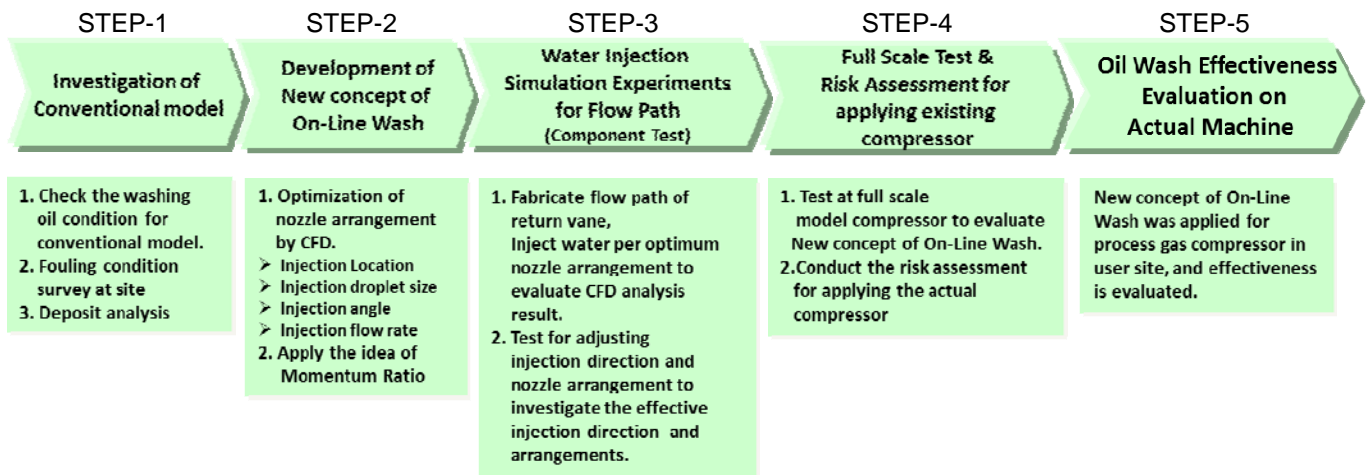 STEP-1
Investigation of
Conventional model
1. Check the washing
oil condition for
conventional model.
2. Fouling condition
survey at site
3. Deposit analysis
STEP-2
Development of
New concept of
On-Line Wash
1. Optimization of
nozzle arrangement
by CFD.
➢ Injection Location
➢ Injection droplet size
➢ Injection angle
➢ Injection flow rate
2. Apply the idea of
Momentum Ratio
STEP-3
Water Injection
Simulation Experiments
for Flow Path
(Component Test)
1. Fabricate flow path of
return vane,
Inject water per optimum
nozzle arrangement to
evaluate CFD analysis
result.
2. Test for adjusting
injection direction and
nozzle arrangement to
investigate the effective
injection direction and
arrangements.
STEP-4
Full Scale Test &
Risk Assessment for
applying existing
compressor
1. Test at full scale
model compressor to evaluate
New concept of On-Line Wash.
2.Conduct the risk assessment
for applying the actual
compressor
STEP-5
Oil Wash Effectiveness
Evaluation on
Actual Machine
New concept of On-Line
Wash was applied for
process gas compressor in
user site, and effectiveness
is evaluated.